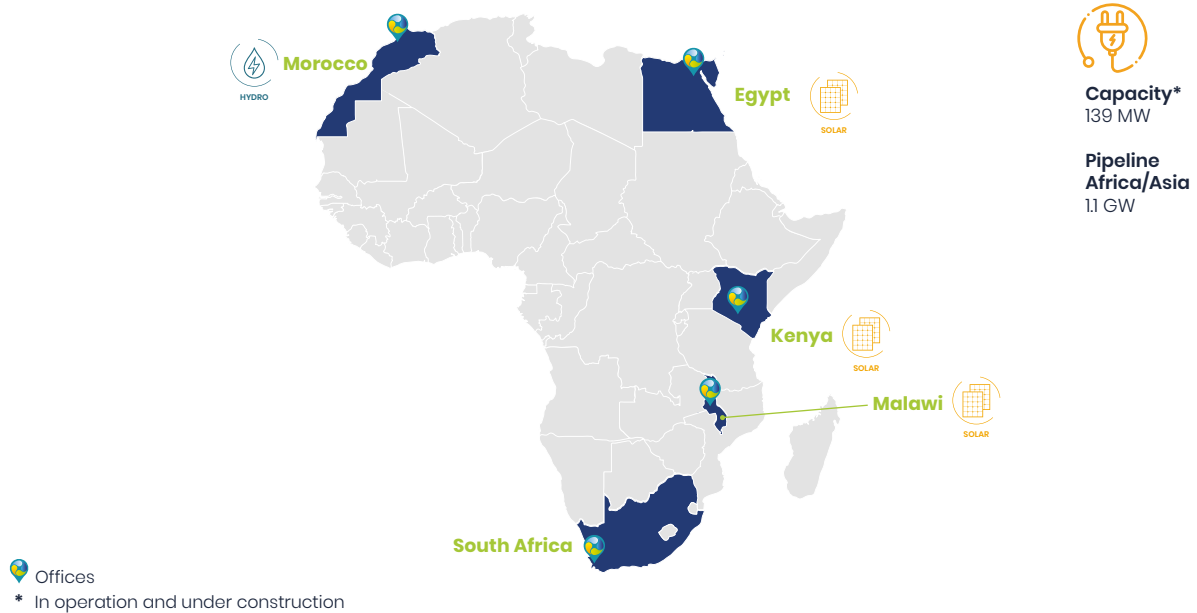 Morocco
HYDRO
Egypt
SOLAR
Capacity*
139 MW
Pipeline
Africa/Asia
1.1 GW
Kenya
SOLAR
Malawi
SOLAR
South Africa
Offices
* In operation and under construction